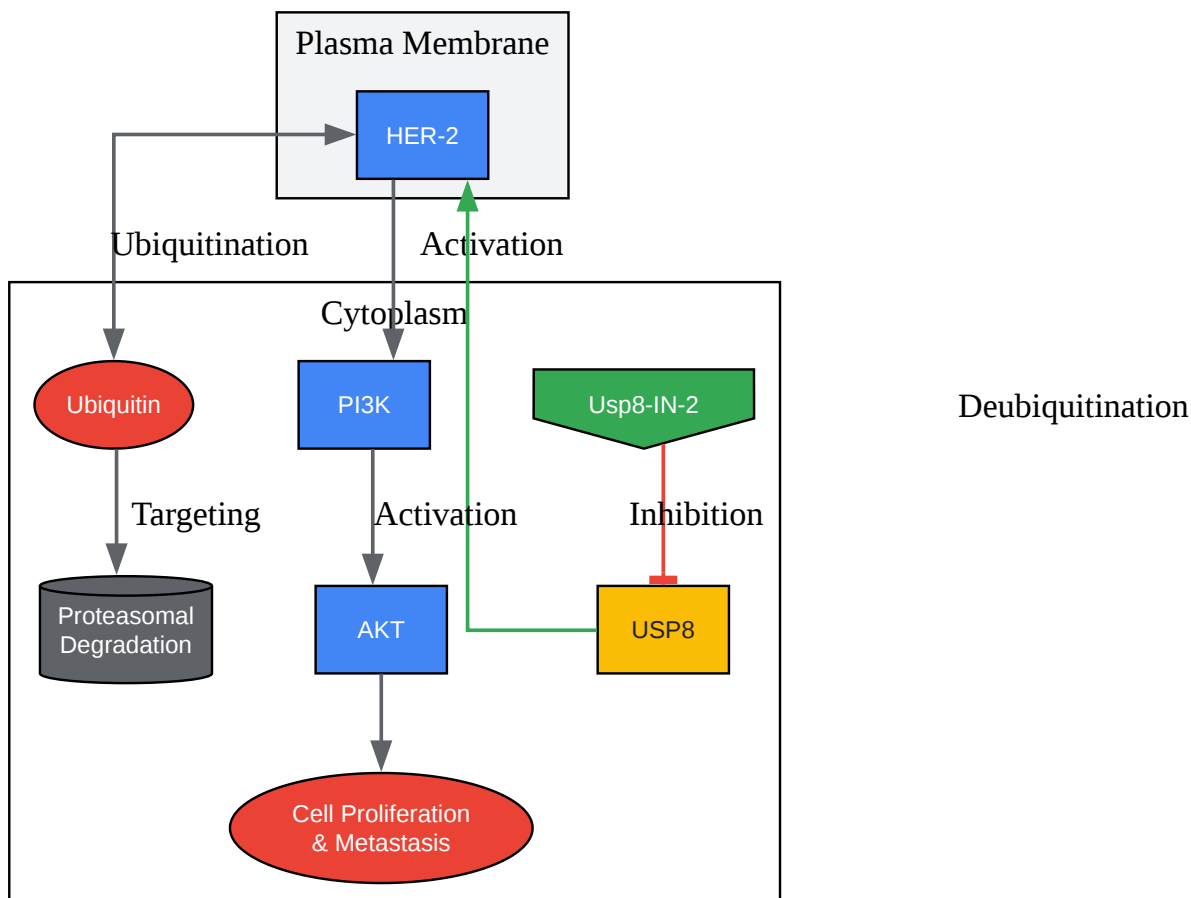 Plasma Membrane
HER-2
Ubiquitination
Activation
Cytoplasm
Ubiquitin
PI3K
Usp8-IN-2
Deubiquitination
Targeting
Activation
Inhibition
Proteasomal
Degradation
AKT
USP8
Cell Proliferation
& Metastasis